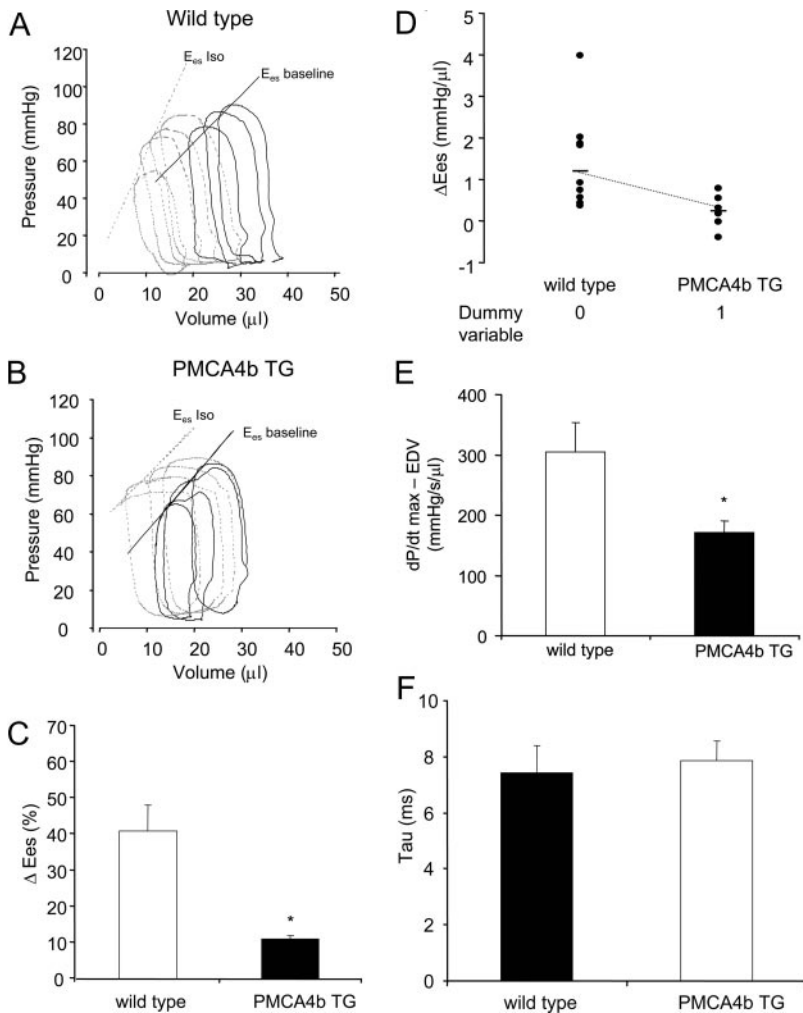 A
Wild type
E_es Iso
E_es baseline
120
100
80
60
40
20
0
Pressure (mmHg)
0 10 20 30 40 50
Volume (μl)
B
PMCA4b TG
E_es Iso
E_es baseline
120
100
80
60
40
20
0
Pressure (mmHg)
0 10 20 30 40 50
Volume (μl)
C
70
60
50
40
30
20
10
0
Δ Ees (%)
*
wild type PMCA4b TG
D
5
4
3
2
1
0
-1
ΔEes (mmHg/μl)
wild type PMCA4b TG
Dummy
variable
0 1
E
400
300
200
100
0
dP/dt max – EDV
(mmHg/s/μl)
*
wild type PMCA4b TG
F
10
8
6
4
2
0
Tau (ms)
wild type PMCA4b TG